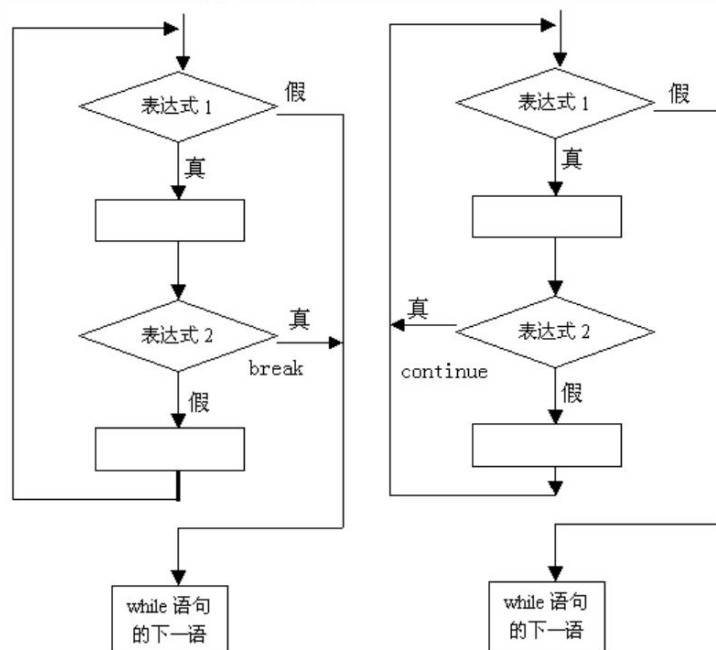 表达式 1
假
真
表达式 2
真
break
假
while 语句
的下一语
表达式 1
假
真
真
表达式 2
continue
假
while 语句
的下一语